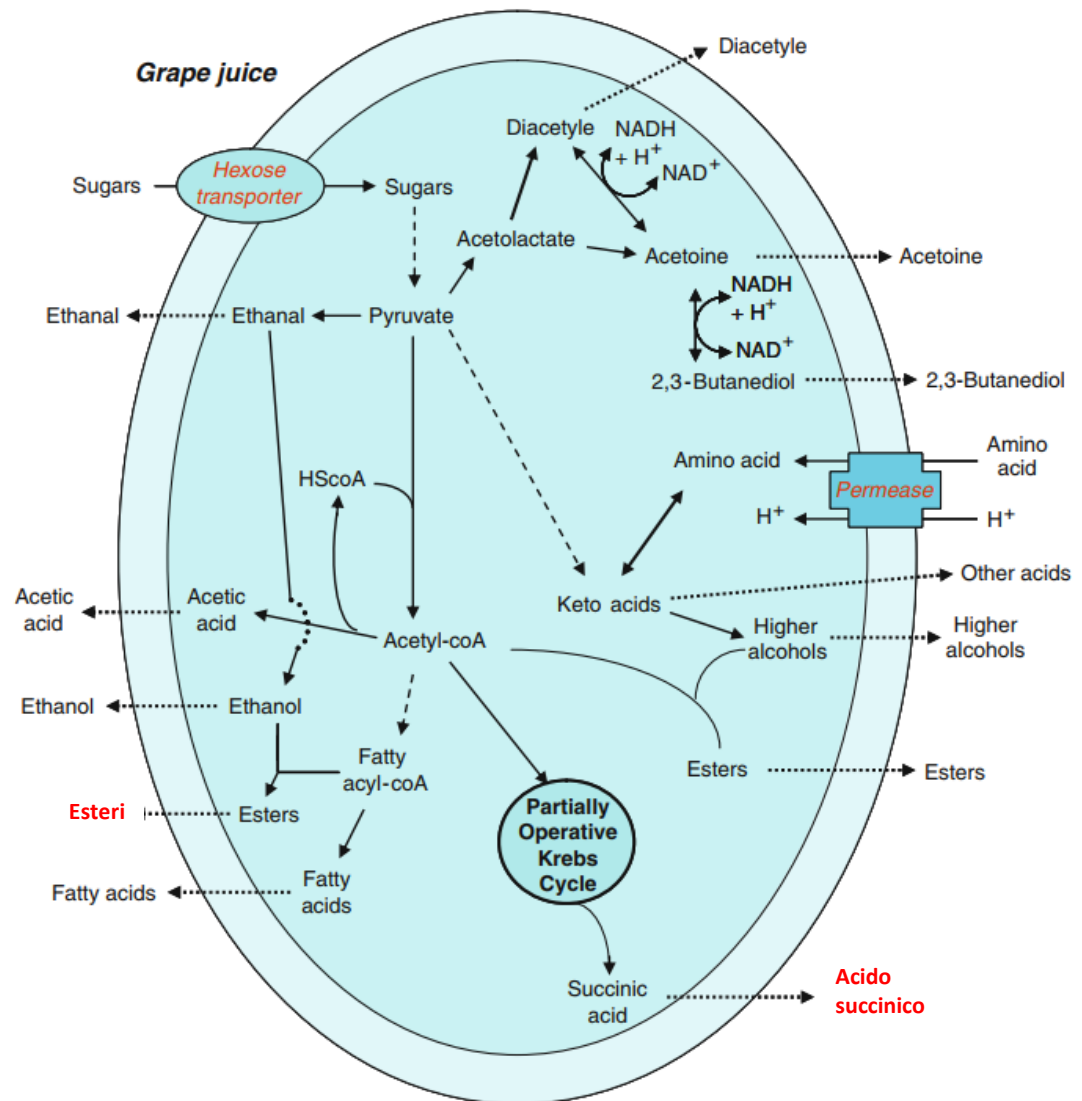 Grape juice
Diacetyle
Diacetyle
NADH
+ H+
NAD+
Sugars
Hexose
transporter
Sugars
Acetolactate
Acetoine
Acetoine
NADH
+ H+
NAD+
Ethanal
Ethanal
Pyruvate
2,3-Butanediol
2,3-Butanediol
Amino acid
Amino
acid
Permease
H+
H+
HScoA
Acetic
acid
Acetic
acid
Acetyl-coA
Keto acids
Other acids
Higher
alcohols
Higher
alcohols
Ethanol
Ethanol
Fatty
acyl-coA
Esters
Esters
Esteri
Esters
Partially
Operative
Krebs
Cycle
Fatty acids
Fatty
acids
Succinic
acid
Acido
succinico